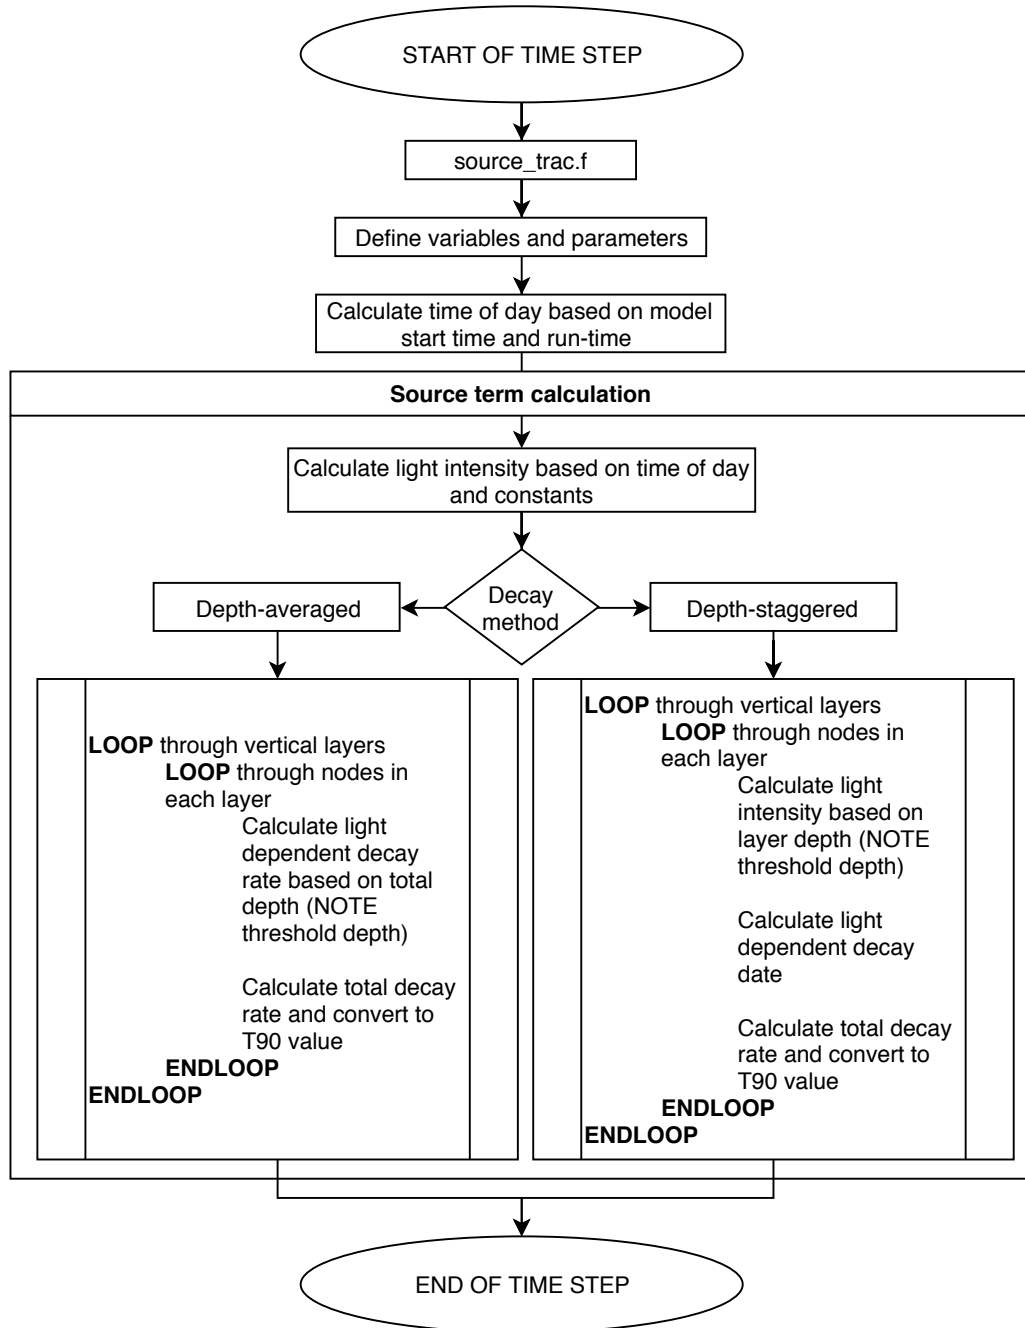 START OF TIME STEP
source_trac.f
Define variables and parameters
Calculate time of day based on model
start time and run-time
Source term calculation
Calculate light intensity based on time of day
and constants
Decay
method
Depth-averaged
Depth-staggered
LOOP through vertical layers
LOOP through nodes in
each layer
Calculate light
dependent decay
rate based on total
depth (NOTE
threshold depth)
Calculate total decay
rate and convert to
T90 value
ENDLOOP
ENDLOOP
LOOP through vertical layers
LOOP through nodes in
each layer
Calculate light
intensity based on
layer depth (NOTE
threshold depth)
Calculate light
dependent decay
date
Calculate total decay
rate and convert to
T90 value
ENDLOOP
ENDLOOP
END OF TIME STEP